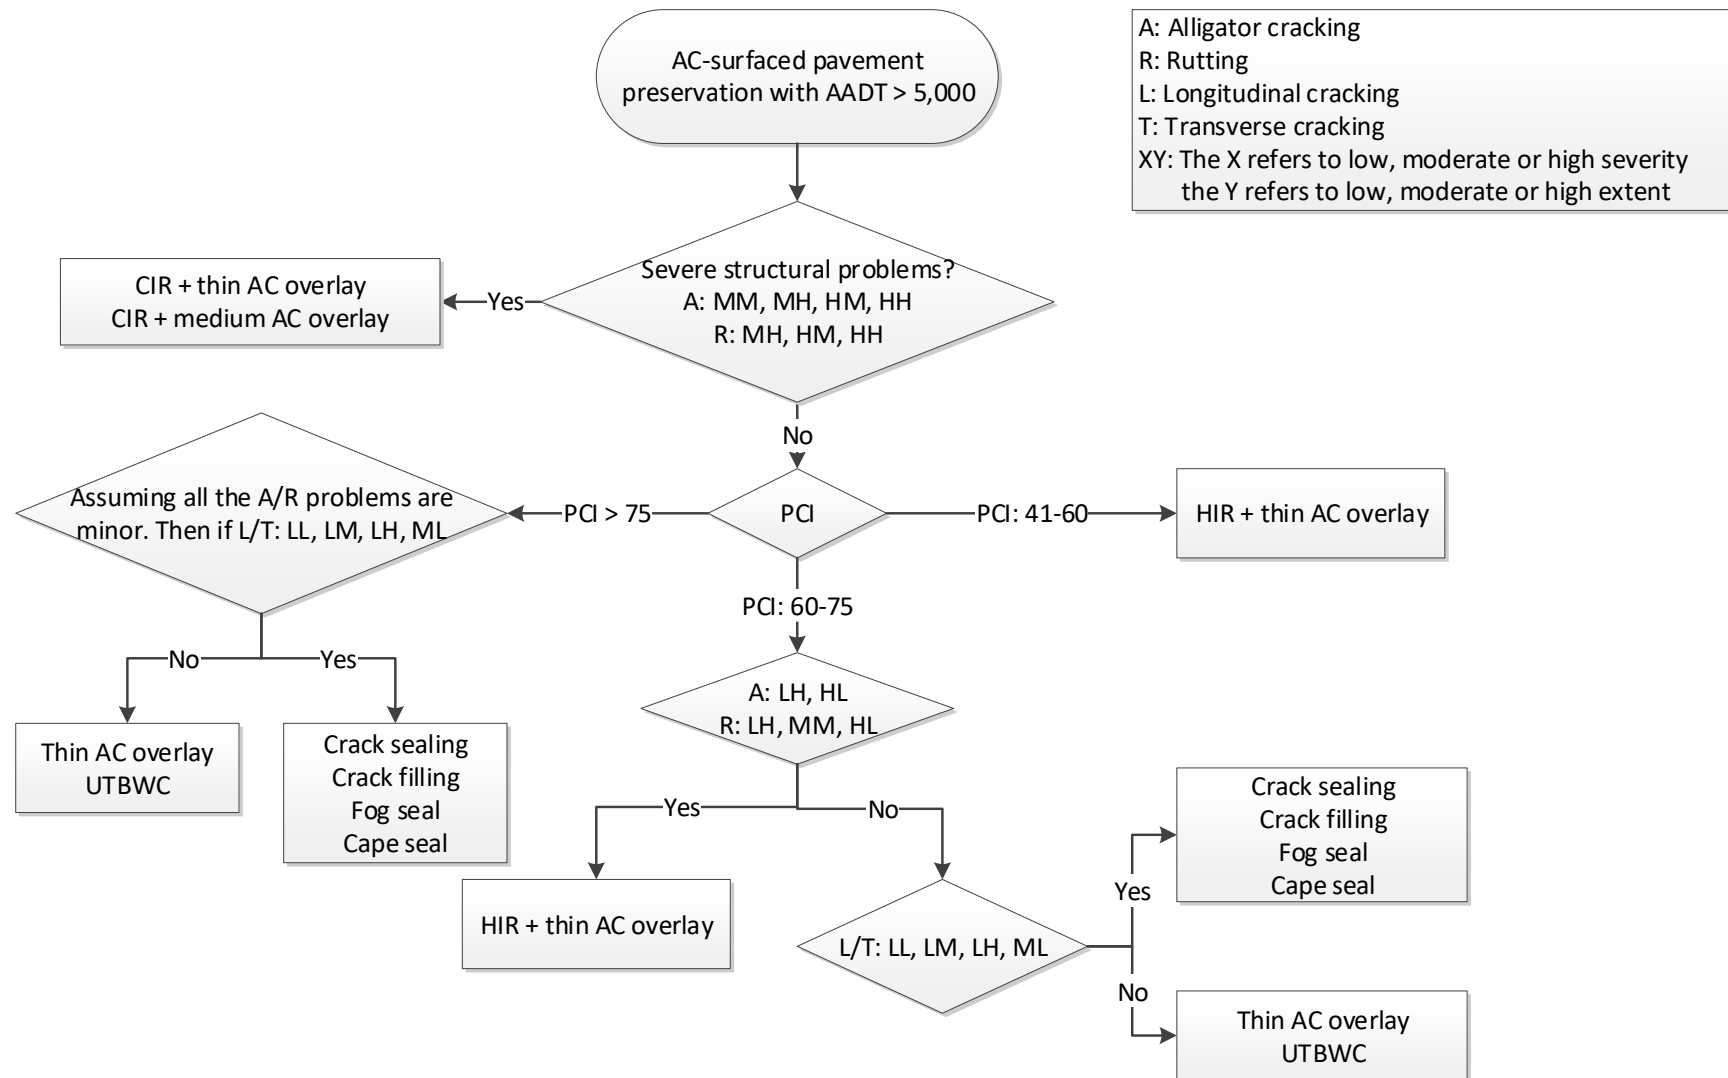 AC-surfaced pavement
preservation with AADT > 5,000
A: Alligator cracking
R: Rutting
L: Longitudinal cracking
T: Transverse cracking
XY: The X refers to low, moderate or high severity
the Y refers to low, moderate or high extent
Severe structural problems?
A: MM, MH, HM, HH
R: MH, HM, HH
Yes
CIR + thin AC overlay
CIR + medium AC overlay
No
PCI
PCI > 75
Assuming all the A/R problems are
minor. Then if L/T: LL, LM, LH, ML
PCI: 41-60
HIR + thin AC overlay
PCI: 60-75
No
Yes
Thin AC overlay
UTBWC
Crack sealing
Crack filling
Fog seal
Cape seal
A: LH, HL
R: LH, MM, HL
Yes
No
HIR + thin AC overlay
L/T: LL, LM, LH, ML
Yes
Crack sealing
Crack filling
Fog seal
Cape seal
No
Thin AC overlay
UTBWC